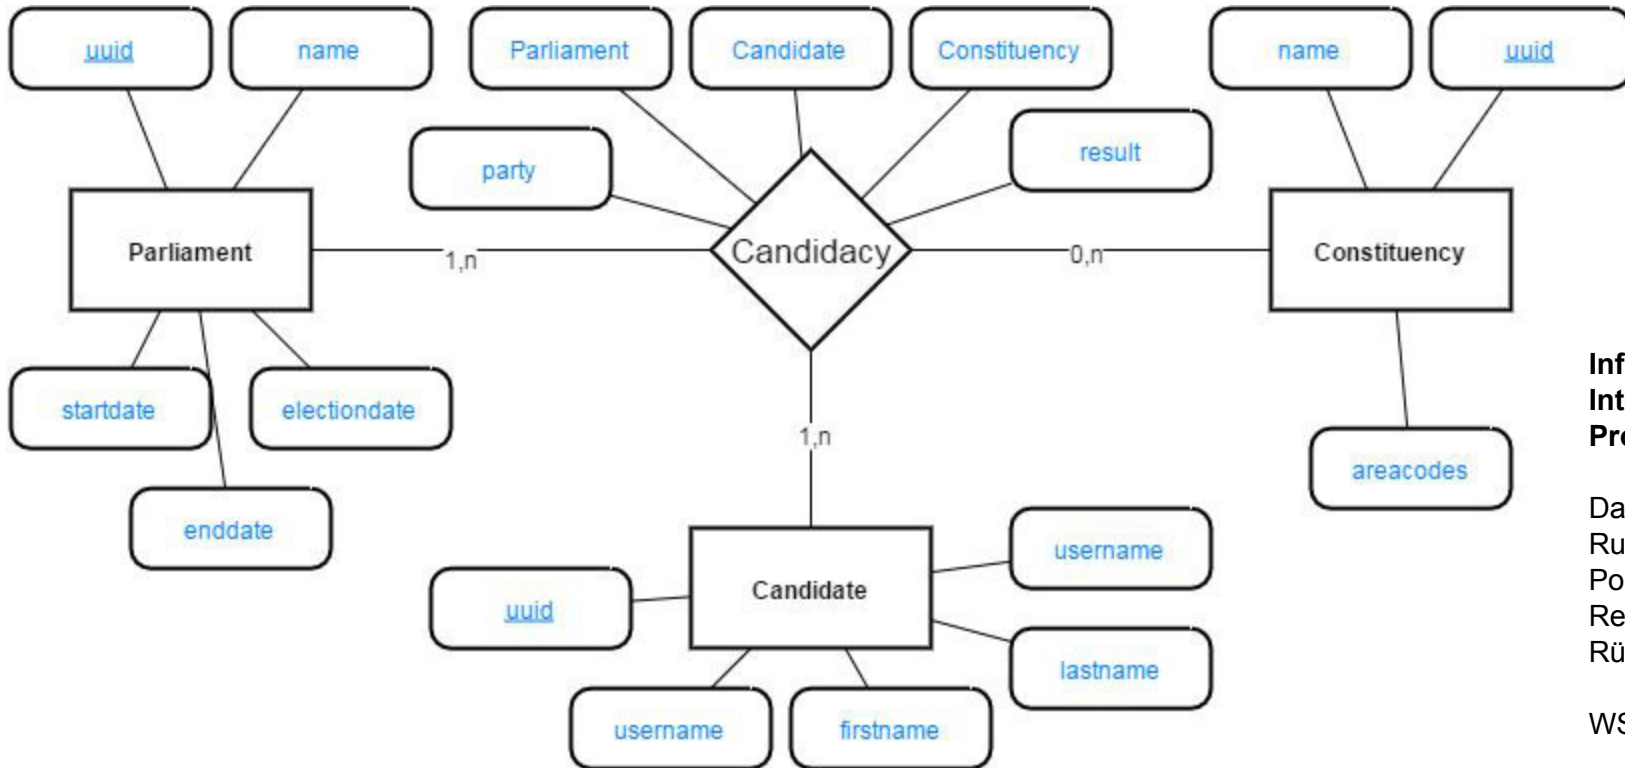 uuid
name
Parliament
Candidate
Constituency
name
uuid
party
result
Parliament
1,n
Candidacy
0,n
Constituency
startdate
electiondate
enddate
1,n
areacodes
uuid
Candidate
username
lastname
username
firstname